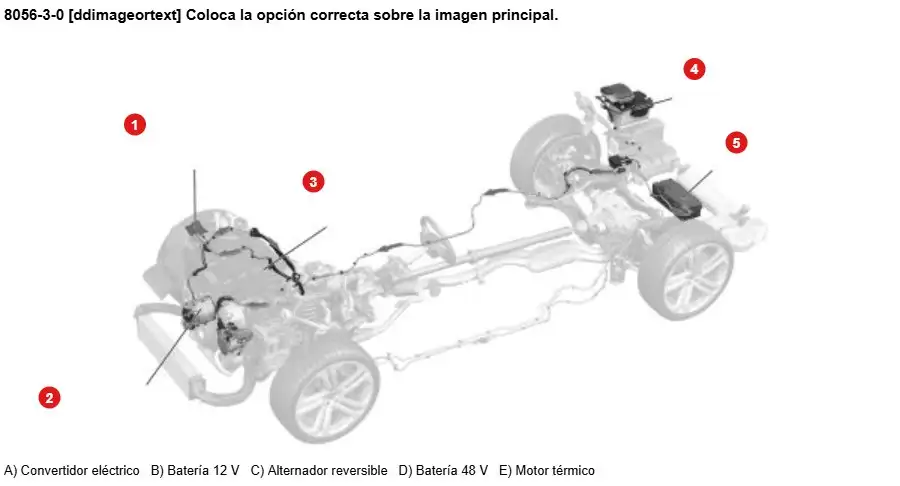 8056-3-0 [ddimageortext] Coloca la opción correcta sobre la imagen principal.
4
1
5
3
2
A) Convertidor eléctrico B) Batería 12 V C) Alternador reversible D) Batería 48 V E) Motor térmico